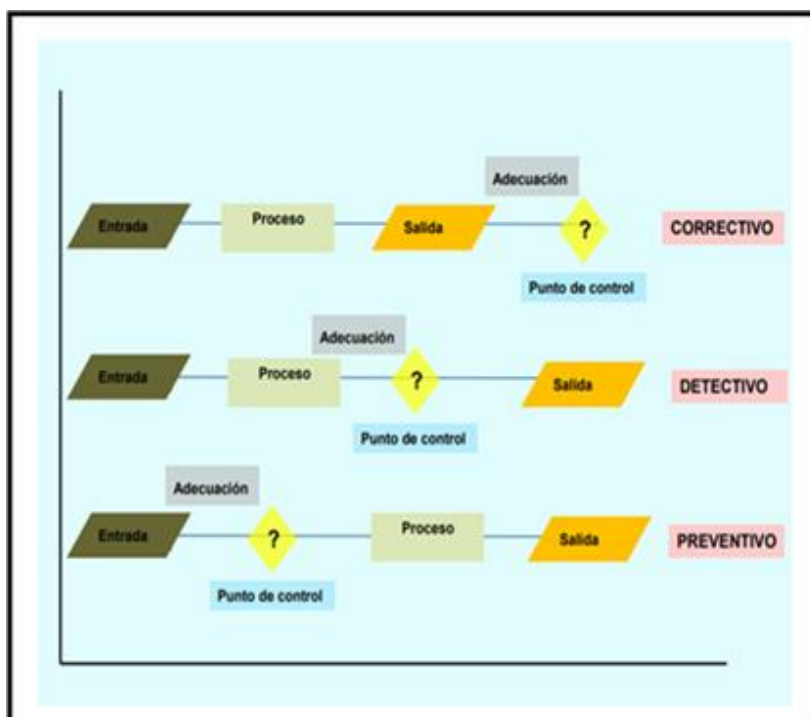 Adecuación
Entrada
Proceso
Salida
?
CORRECTIVO
Punto de control
Adecuación
Entrada
Proceso
?
Salida
DETECTIVO
Punto de control
Adecuación
Entrada
?
Proceso
Salida
PREVENTIVO
Punto de control